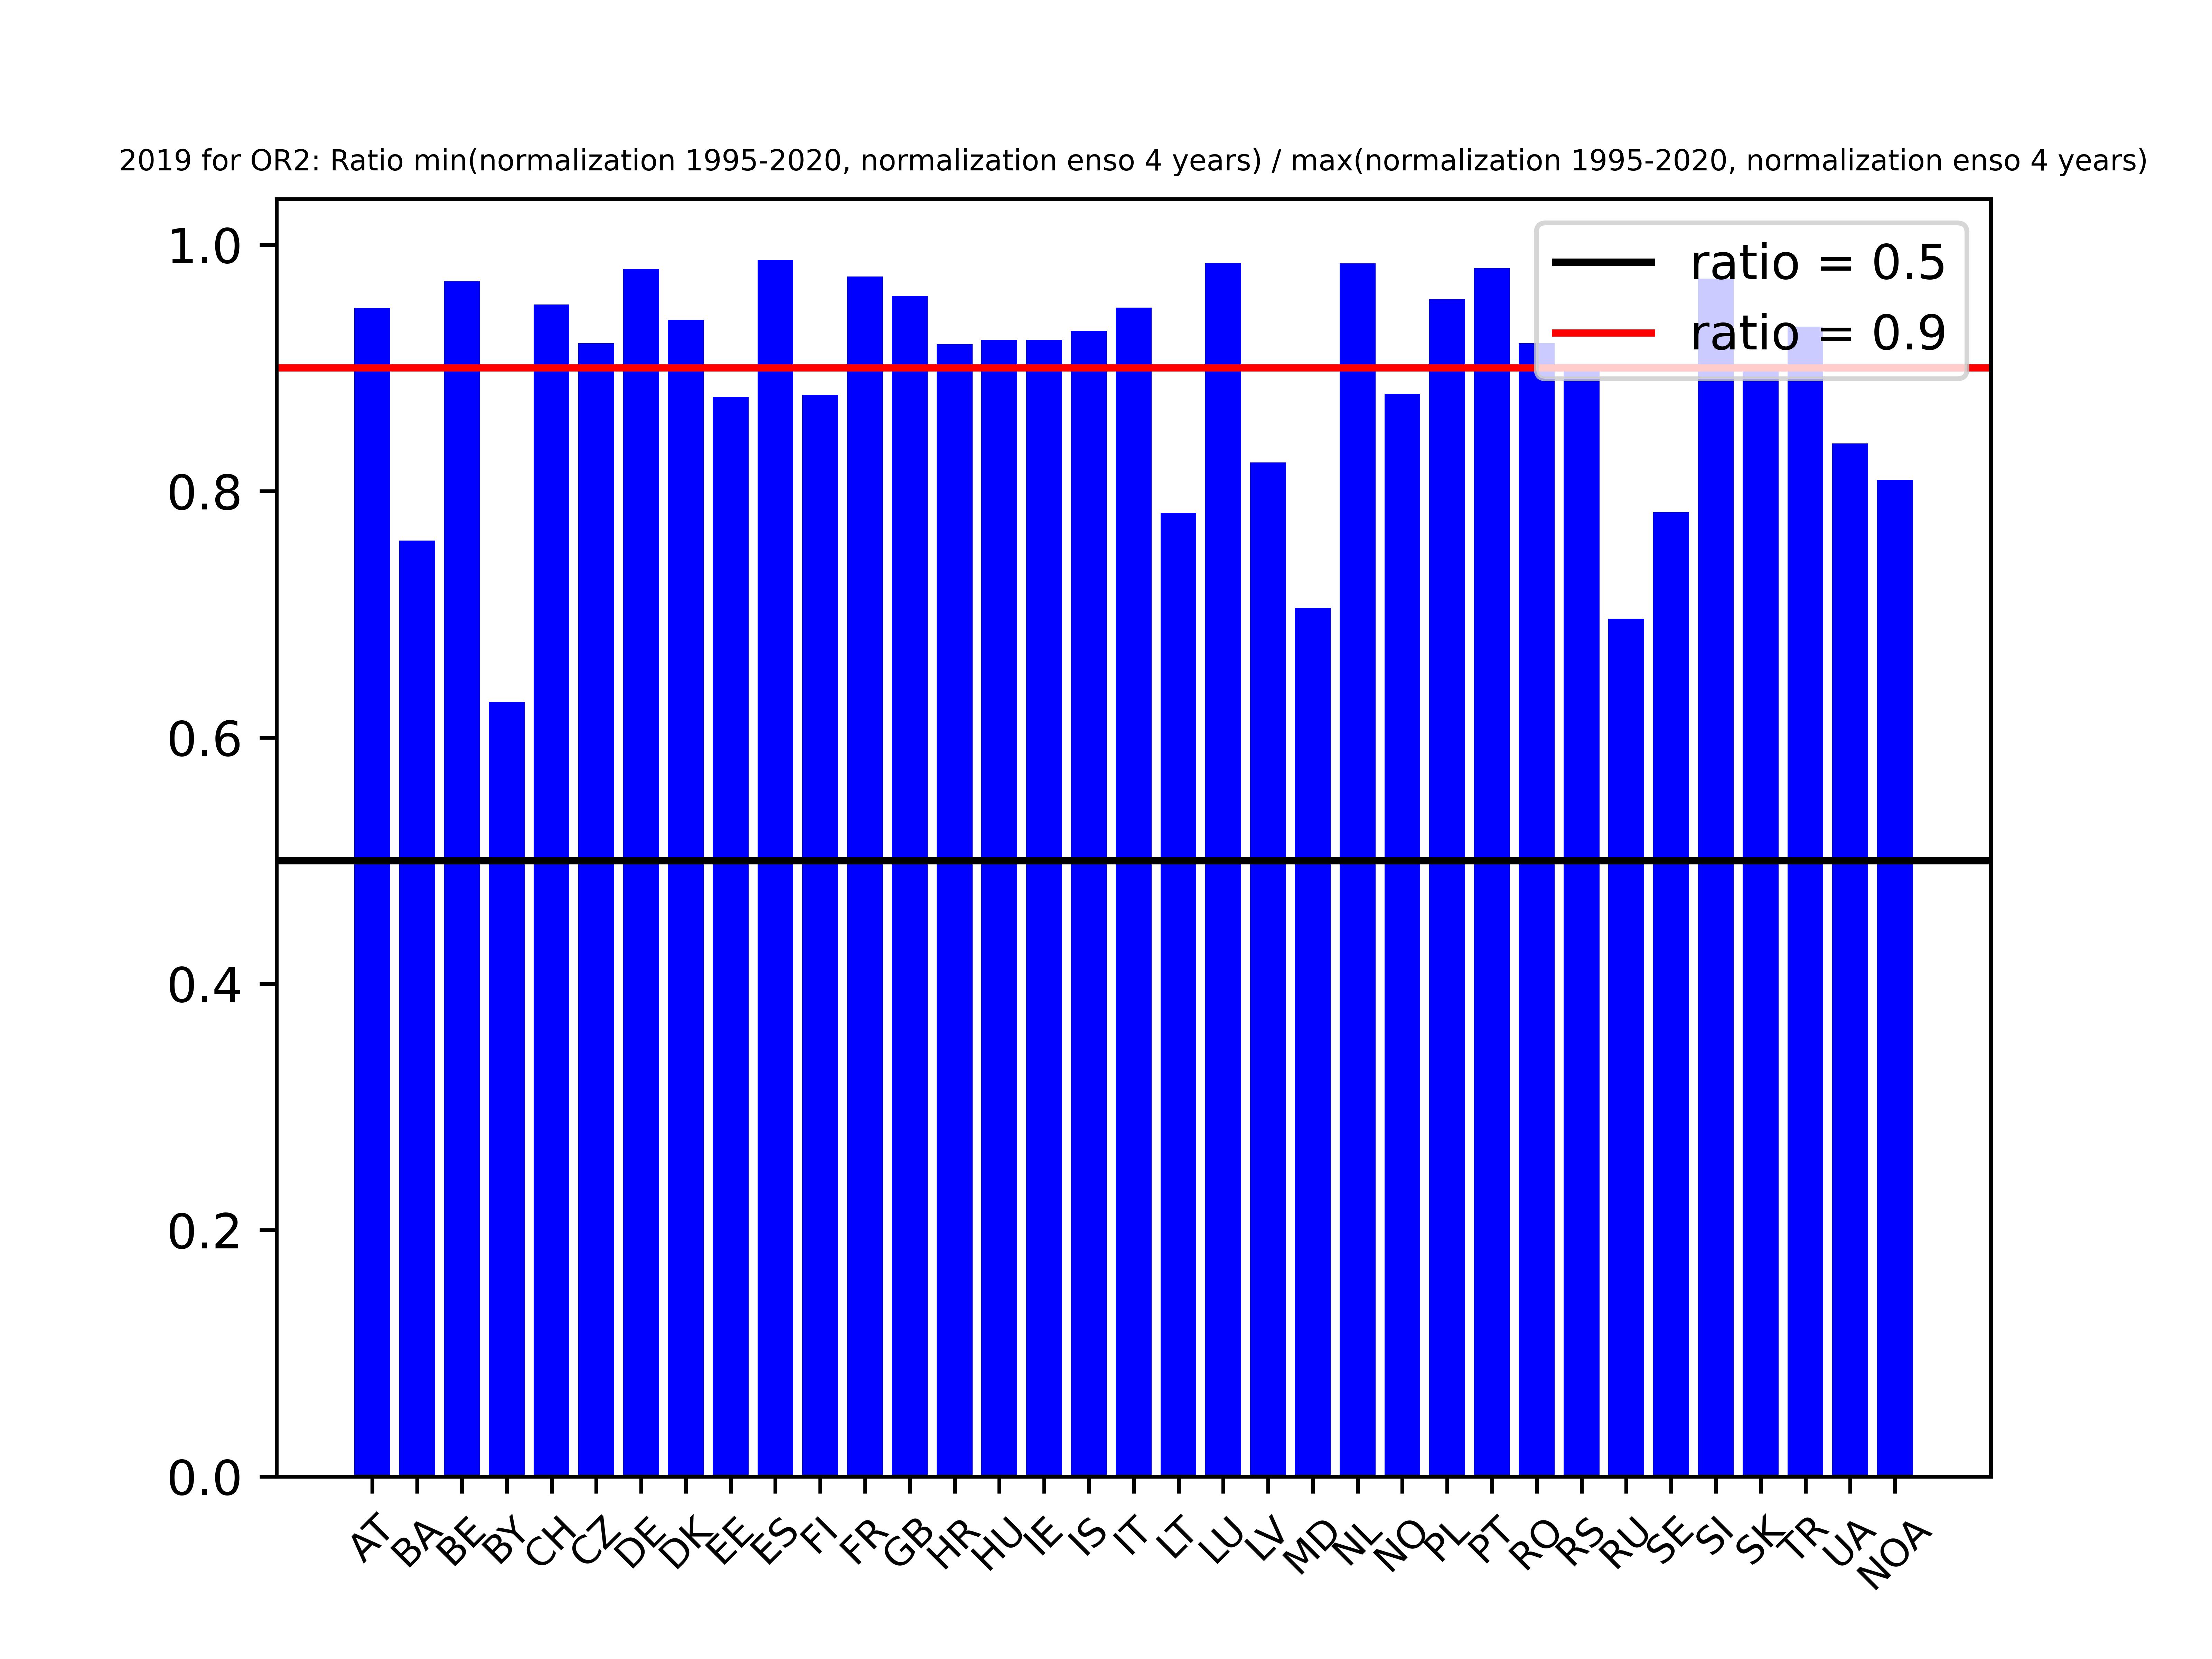 2019 for OR2: Ratio min(normalization 1995-2020, normalization enso 4 years) / max(normalization 1995-2020, normalization enso 4 years)
1.0
0.8
0.6
0.4
0.2
0.0
ratio = 0.5
ratio = 0.9
AT BA BE BY CH CZ DE DK EE ES FI FR GB HR HU IE IS IT LT LU LV MD NL NO PL PT RO RS RU SE SI SK TR UA NOA